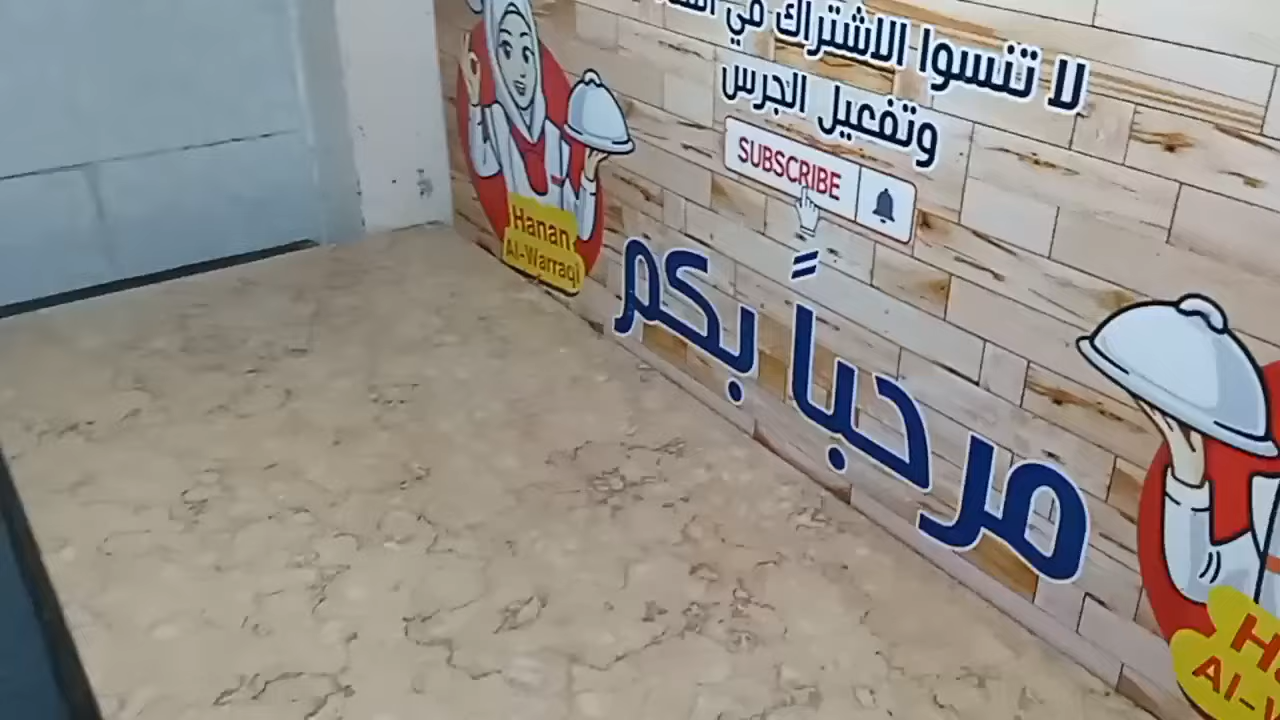 لا تنسوا الاشتراك في
وتفعيل الجرس
SUBSCRIBE
Hanan
Al-Warraqi
مرحباً بكم